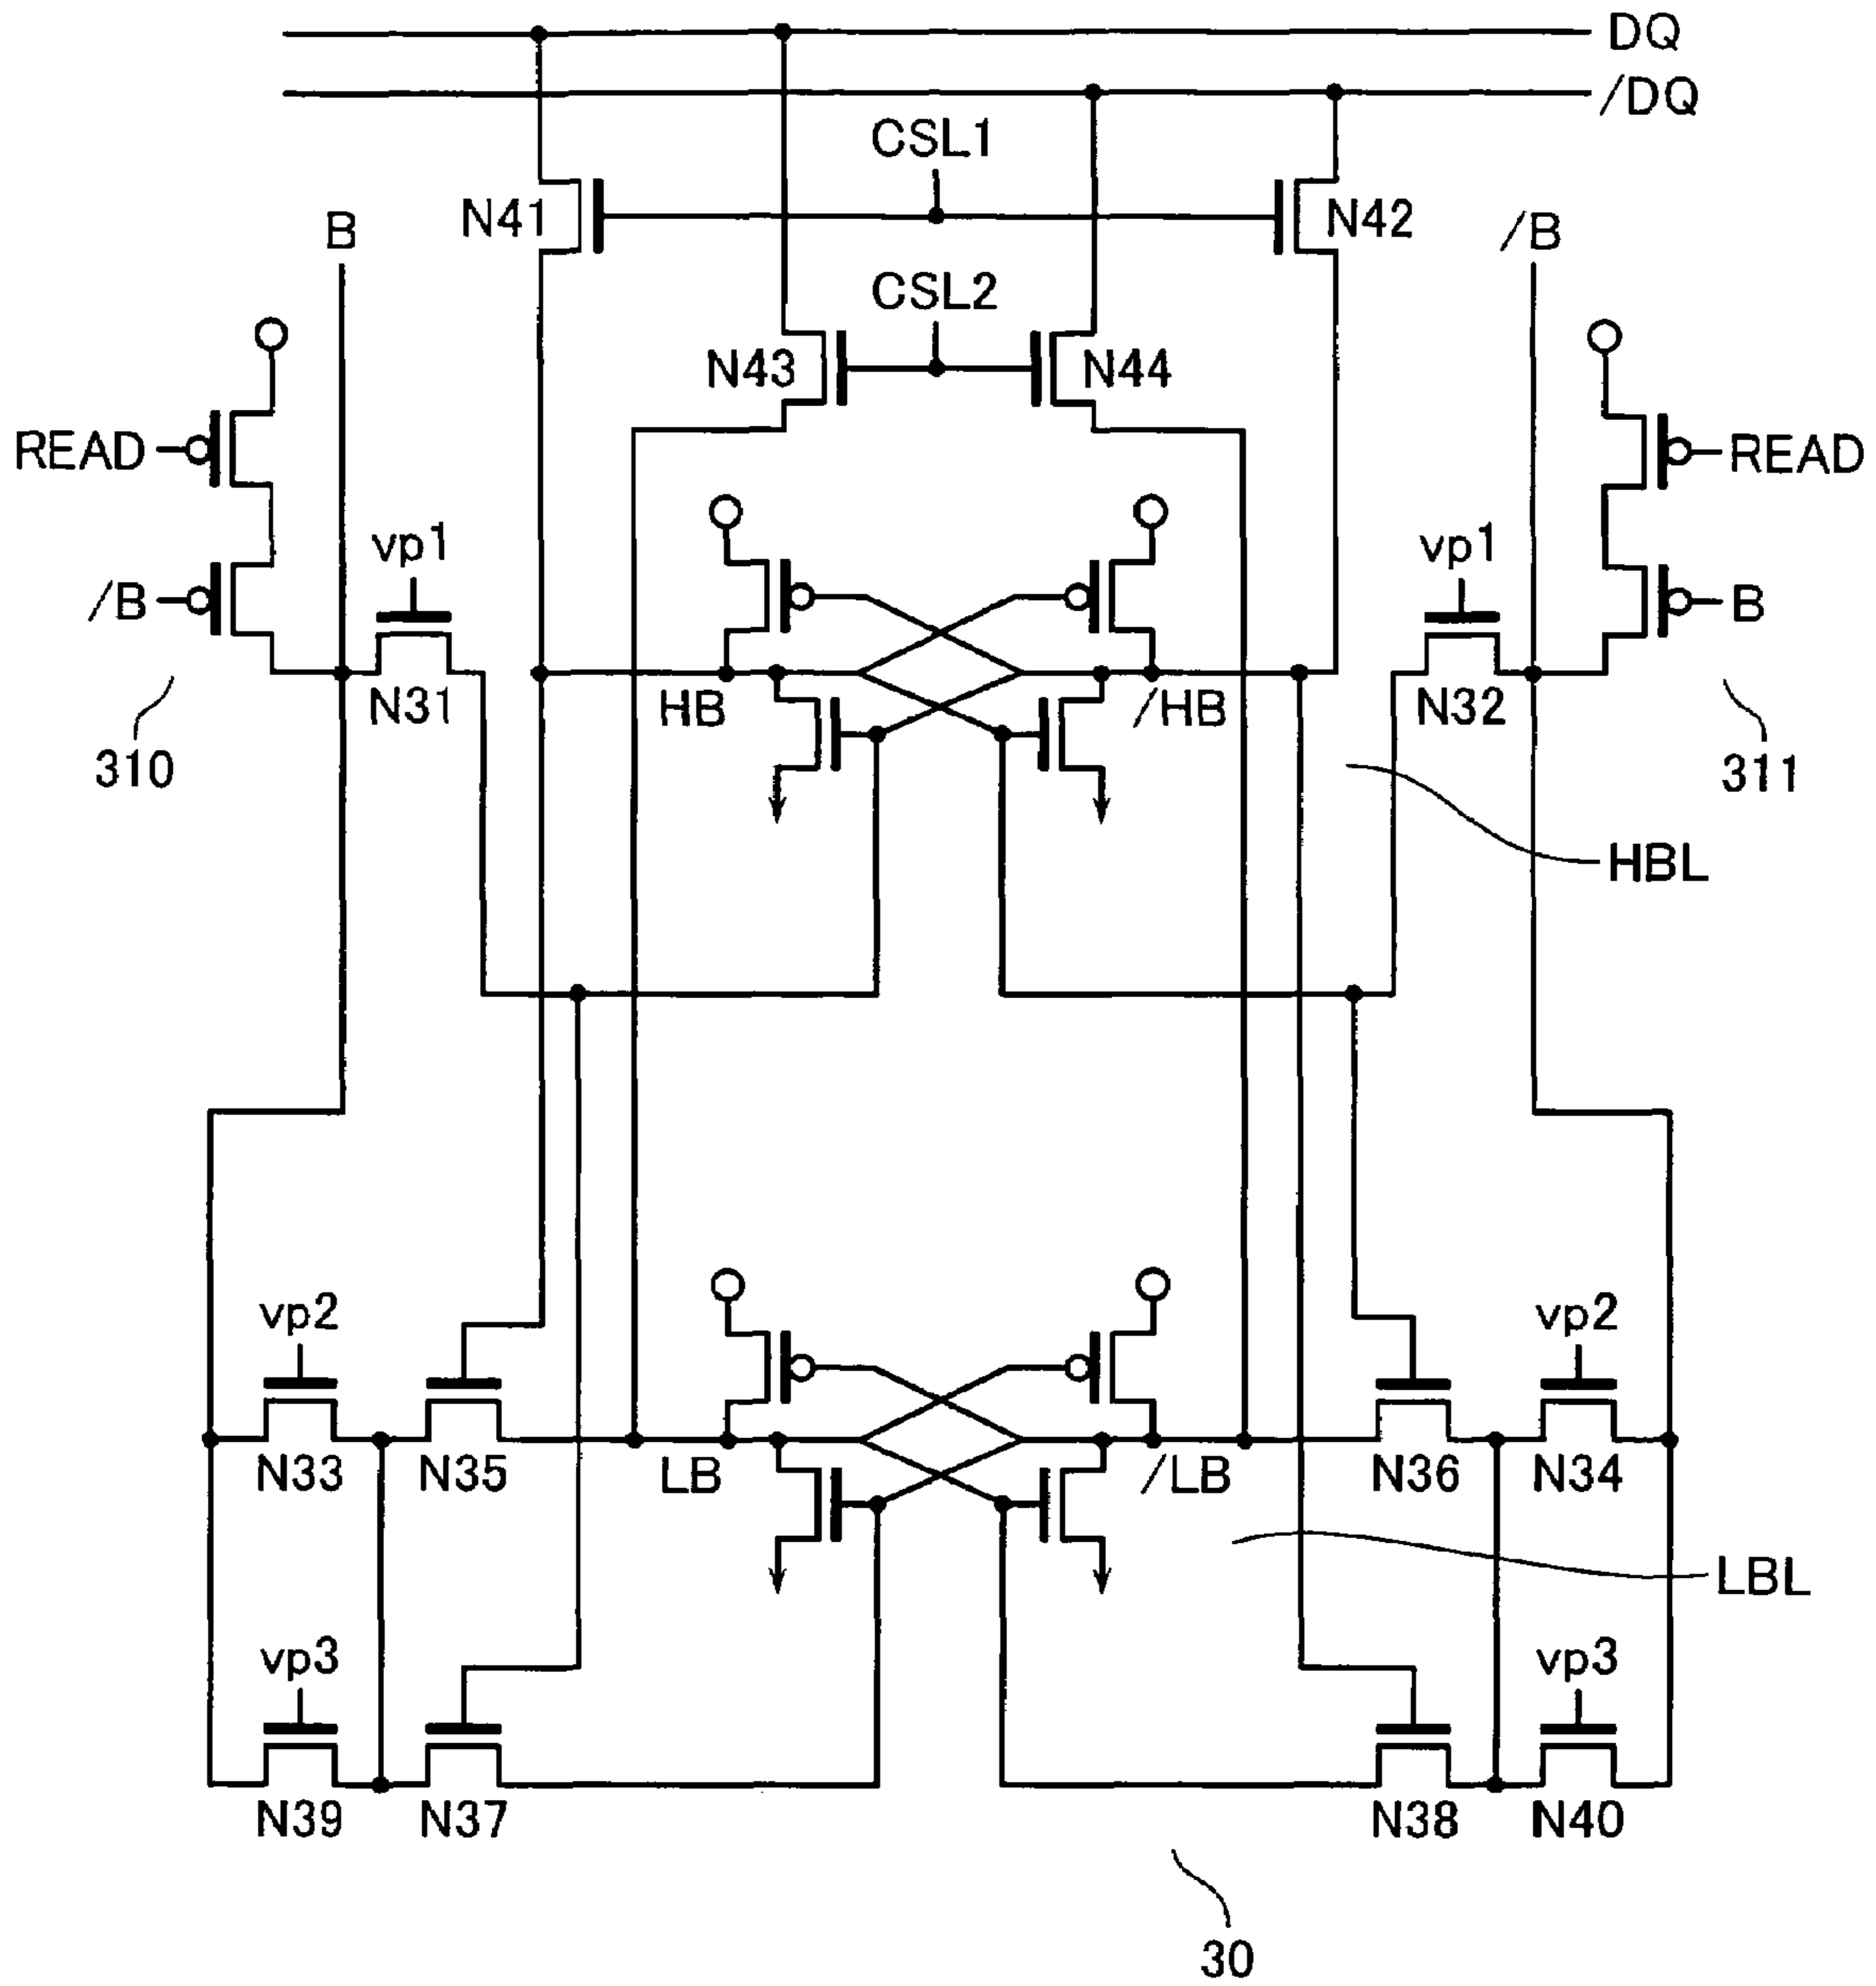 DQ
/DQ
CSL1
N41
N42
B
/B
CSL2
N43
N44
READ
READ
vp1
vp1
/B
B
N31
HB
/HB
N32
310
311
HBL
vp2
vp2
N33
N35
LB
/LB
N36
N34
LBL
vp3
vp3
N39
N37
N38
N40
30